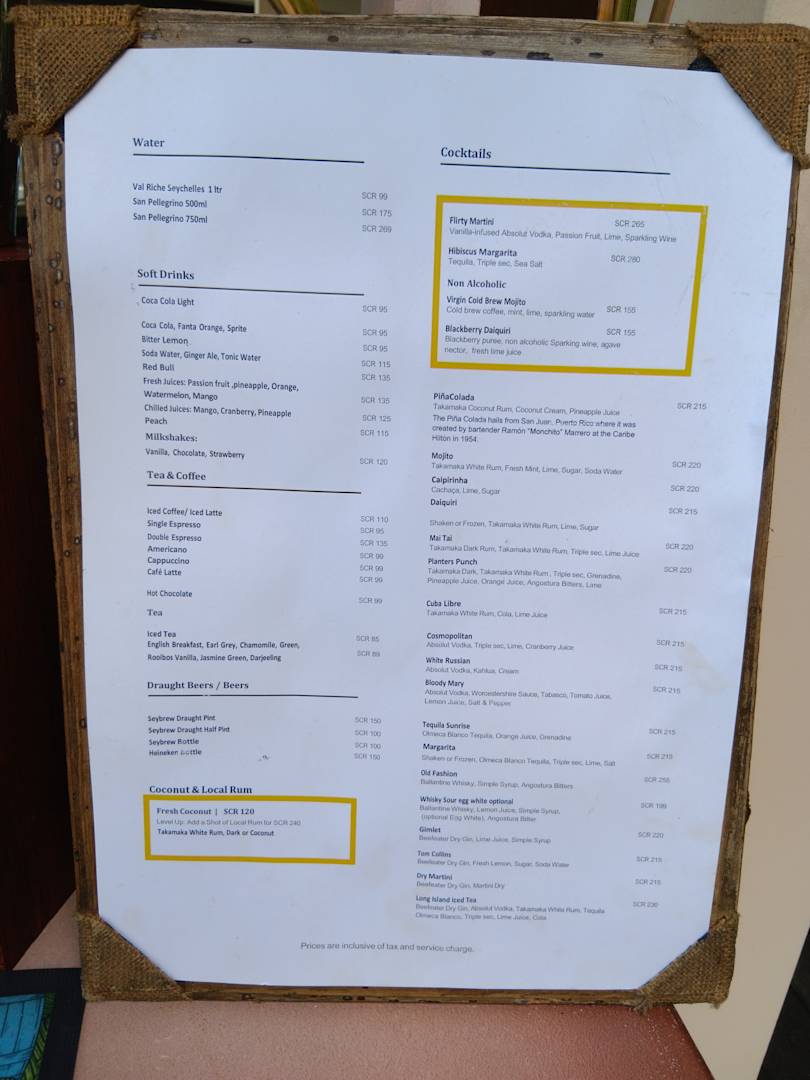 Water
Val Riche Seychelles 1 ltr SCR 99
San Pellegrino 500ml SCR 175
San Pellegrino 750ml SCR 269
Soft Drinks
Coca Cola Light SCR 95
Coca Cola, Fanta Orange, Sprite SCR 95
Bitter Lemon SCR 95
Soda Water, Ginger Ale, Tonic Water SCR 115
Red Bull SCR 135
Fresh Juices: Passion fruit ,pineapple, Orange,
Watermelon, Mango SCR 135
Chilled Juices: Mango, Cranberry, Pineapple SCR 125
Peach SCR 115
Milkshakes:
Vanilla, Chocolate, Strawberry SCR 120
Tea & Coffee
Iced Coffee/ Iced Latte SCR 110
Single Espresso SCR 95
Double Espresso SCR 135
Americano SCR 99
Cappuccino SCR 99
Café Latte SCR 99
Hot Chocolate SCR 99
Tea
Iced Tea SCR 85
English Breakfast, Earl Grey, Chamomile, Green, SCR 89
Rooibos Vanilla, Jasmine Green, Darjeeling
Draught Beers / Beers
Seybrew Draught Pint SCR 150
Seybrew Draught Half Pint SCR 100
Seybrew Bottle SCR 100
Heineken Bottle SCR 150
Coconut & Local Rum
Fresh Coconut | SCR 120
Level Up: Add a Shot of Local Rum for SCR 240
Takamaka White Rum, Dark or Coconut
Cocktails
Flirty Martini SCR 265
Vanilla-infused Absolut Vodka, Passion Fruit, Lime, Sparkling Wine
Hibiscus Margarita SCR 260
Tequila, Triple sec, Sea Salt
Non Alcoholic
Virgin Cold Brew Mojito SCR 155
Cold brew coffee, mint, lime, sparkling water
Blackberry Daiquiri SCR 155
Blackberry puree, non alcoholic Sparking wine, agave
nector, fresh lime juice
PiñaColada SCR 215
Takamaka Coconut Rum, Coconut Cream, Pineapple Juice
The Piña Colada hails from San Juan, Puerto Rico where it was
created by bartender Ramón "Monchito" Marrero at the Caribe
Hilton in 1954.
Mojito SCR 220
Takamaka White Rum, Fresh Mint, Lime, Sugar, Soda Water
Caipirinha SCR 220
Cachaça, Lime, Sugar
Daiquiri SCR 215
Shaken or Frozen, Takamaka White Rum, Lime, Sugar
Mai Tai SCR 220
Takamaka Dark Rum, Takamaka White Rum, Triple sec, Lime Juice
Planters Punch SCR 220
Takamaka Dark, Takamaka White Rum, Triple sec, Grenadine,
Pineapple Juice, Orange Juice, Angostura Bitters, Lime
Cuba Libre SCR 215
Takamaka White Rum, Cola, Lime Juice
Cosmopolitan SCR 215
Absolut Vodka, Triple sec, Lime, Cranberry Juice
White Russian SCR 215
Absolut Vodka, Kahlua, Cream
Bloody Mary SCR 215
Absolut Vodka, Worcestershire Sauce, Tabasco, Tomato Juice,
Lemon Juice, Salt & Pepper
Tequila Sunrise SCR 215
Olmeca Blanco Tequila, Orange Juice, Grenadine
Margarita SCR 215
Shaken or Frozen, Olmeca Blanco Tequila, Triple sec, Lime, Salt
Old Fashion SCR 255
Ballantine Whisky, Simple Syrup, Angostura Bitters
Whisky Sour egg white optional SCR 199
Ballantine Whisky, Lemon Juice, Simple Syrup,
(optional Egg White), Angostura Bitter
Gimlet SCR 220
Beefeater Dry Gin, Lime Juice, Simple Syrup
Tom Collins SCR 215
Beefeater Dry Gin, Fresh Lemon, Sugar, Soda Water
Dry Martini SCR 215
Beefeater Dry Gin, Martini Dry
Long Island Iced Tea SCR 230
Beefeater Dry Gin, Absolut Vodka, Takamaka White Rum, Tequila
Olmeca Blanco, Triple sec, Lime Juice, Cola
Prices are inclusive of tax and service charge.